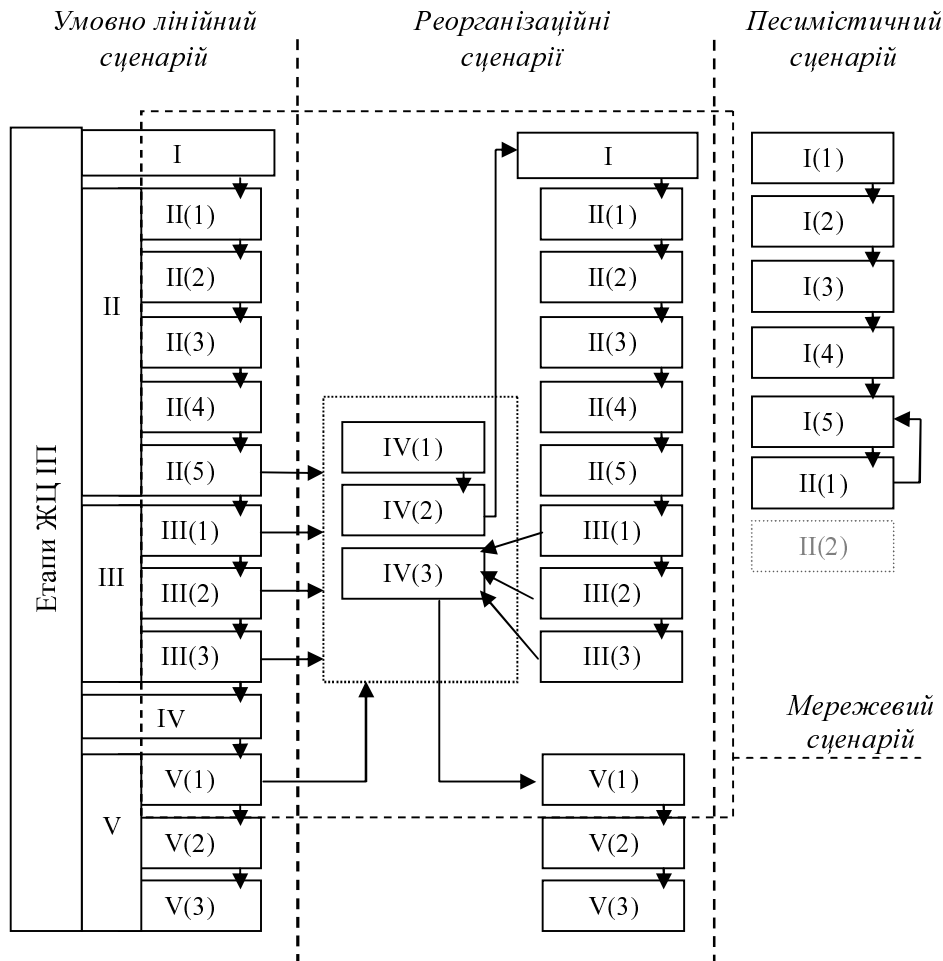 Умовно лінійний
сценарій
Реорганізаційні
сценарії
Песимістичний
сценарій
Етапи ЖЦ ІП
I
II
II(1)
II(2)
II(3)
II(4)
II(5)
III
III(1)
III(2)
III(3)
IV
V
V(1)
V(2)
V(3)
IV(1)
IV(2)
IV(3)
I
II(1)
II(2)
II(3)
II(4)
II(5)
III(1)
III(2)
III(3)
V(1)
V(2)
V(3)
I(1)
I(2)
I(3)
I(4)
I(5)
II(1)
II(2)
Мережевий
сценарій